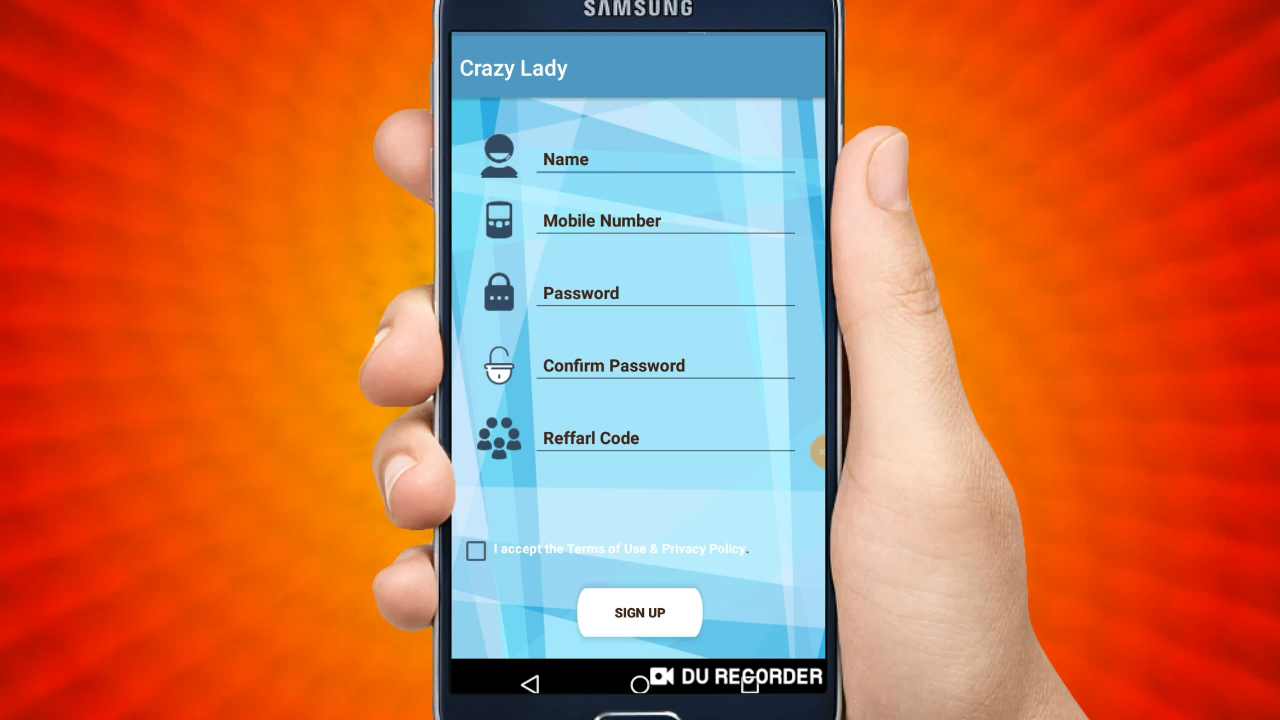 SAMSUNG
Crazy Lady
Name
Mobile Number
Password
Confirm Password
Reffarl Code
I accept the Terms of Use & Privacy Policy.
SIGN UP
DU RECORDER